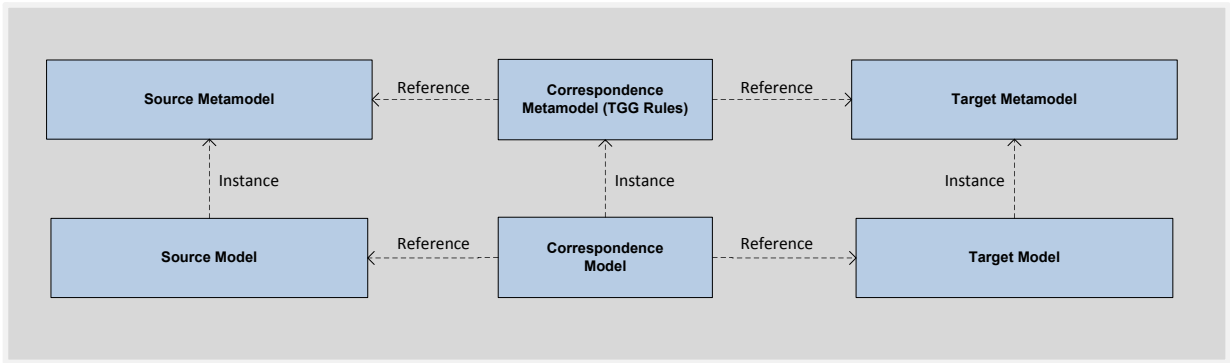 Source Metamodel
Reference
Correspondence
Metamodel (TGG Rules)
Reference
Target Metamodel
Instance
Instance
Instance
Source Model
Reference
Correspondence
Model
Reference
Target Model